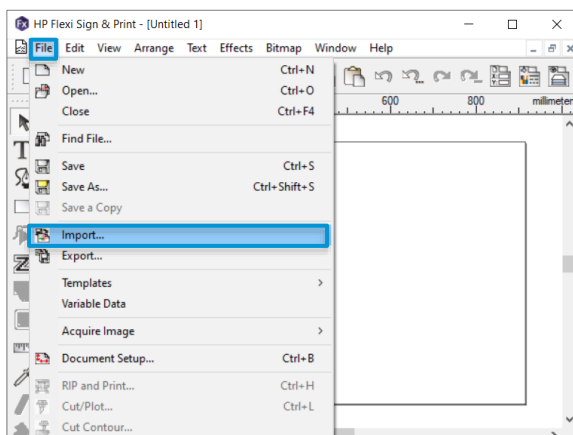 HP Flexi Sign & Print - [Untitled 1]
File Edit View Arrange Text Effects Bitmap Window Help
New Ctrl+N
Open... Ctrl+O
Close Ctrl+F4
600 800 millimeter
Find File...
Save Ctrl+S
Save As... Ctrl+Shift+S
Save a Copy
Import...
Export...
Templates
Variable Data
Acquire Image
Document Setup... Ctrl+B
RIP and Print... Ctrl+H
Cut/Plot... Ctrl+L
Cut Contour...